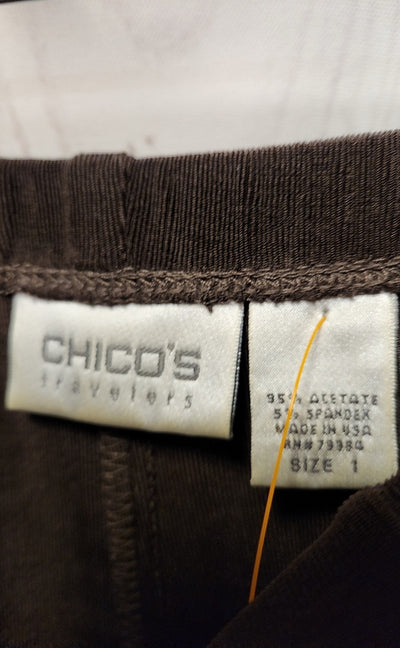 CHICO'S
travelers
95% ACETATE
5% SPANDEX
MADE IN USA
RN# 79984
SIZE 1